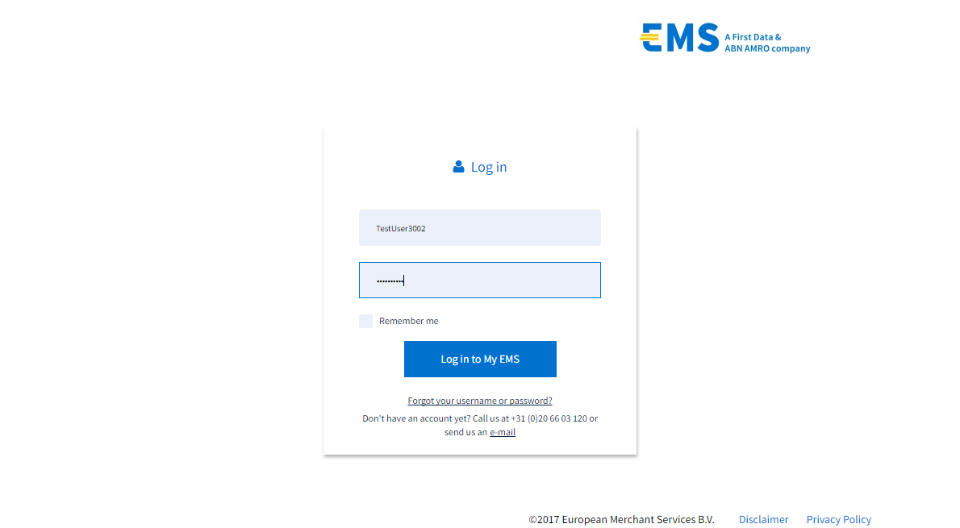 EMS A First Data &
ABN AMRO company
Log in
TestUser3002
Remember me
Log in to My EMS
Forgot your username or password?
Don't have an account yet? Call us at +31 (0)20 66 03 120 or
send us an e-mail
©2017 European Merchant Services B.V. Disclaimer Privacy Policy